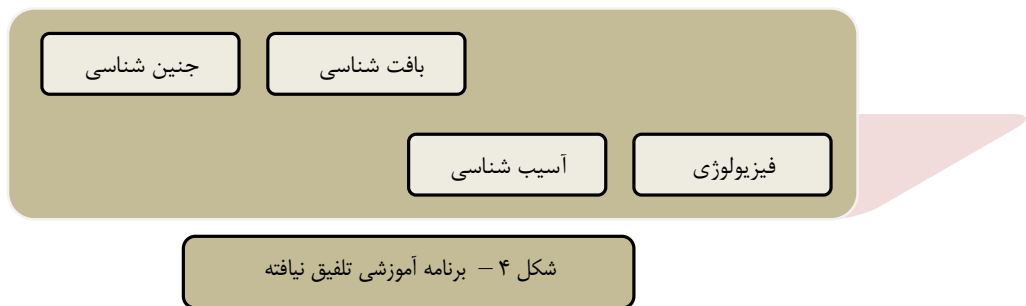 بافت شناسی
جنین شناسی
فیزیولوژی
آسیب شناسی
شکل ۴ – برنامه آموزشی تلفیق نیافته